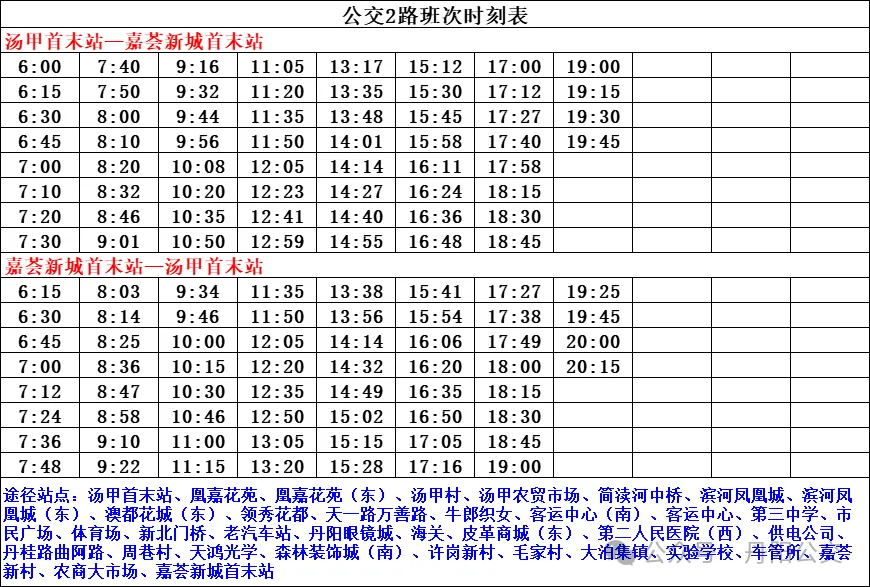 公交2路班次时刻表
汤甲首末站—嘉荟新城首末站
6:00 7:40 9:16 11:05 13:17 15:12 17:00 19:00
6:15 7:50 9:32 11:20 13:35 15:30 17:12 19:15
6:30 8:00 9:44 11:35 13:48 15:45 17:27 19:30
6:45 8:10 9:56 11:50 14:01 15:58 17:40 19:45
7:00 8:20 10:08 12:05 14:14 16:11 17:58
7:10 8:32 10:20 12:23 14:27 16:24 18:15
7:20 8:46 10:35 12:41 14:40 16:36 18:30
7:30 9:01 10:50 12:59 14:55 16:48 18:45
嘉荟新城首末站—汤甲首末站
6:15 8:03 9:34 11:35 13:38 15:41 17:27 19:25
6:30 8:14 9:46 11:50 13:56 15:54 17:38 19:45
6:45 8:25 10:00 12:05 14:14 16:06 17:49 20:00
7:00 8:36 10:15 12:20 14:32 16:20 18:00 20:15
7:12 8:47 10:30 12:35 14:49 16:35 18:15
7:24 8:58 10:46 12:50 15:02 16:50 18:30
7:36 9:10 11:00 13:05 15:15 17:05 18:45
7:48 9:22 11:15 13:20 15:28 17:16 19:00
途径站点：汤甲首末站、凰嘉花苑、凰嘉花苑（东）、汤甲村、汤甲农贸市场、简渎河中桥、滨河凤凰城、滨河凤
凰城（东）、澳都花城（东）、领秀花都、天一路万善路、牛郎织女、客运中心（南）、客运中心、第三中学、市
民广场、体育场、新北门桥、老汽车站、丹阳眼镜城、海关、皮革商城（东）、第二人民医院（西）、供电公司、
丹桂路曲阿路、周巷村、天鸿光学、森林装饰城（南）、许岗新村、毛家村、大泊集镇、实验学校、车管所、嘉荟
新村、农商大市场、嘉荟新城首末站